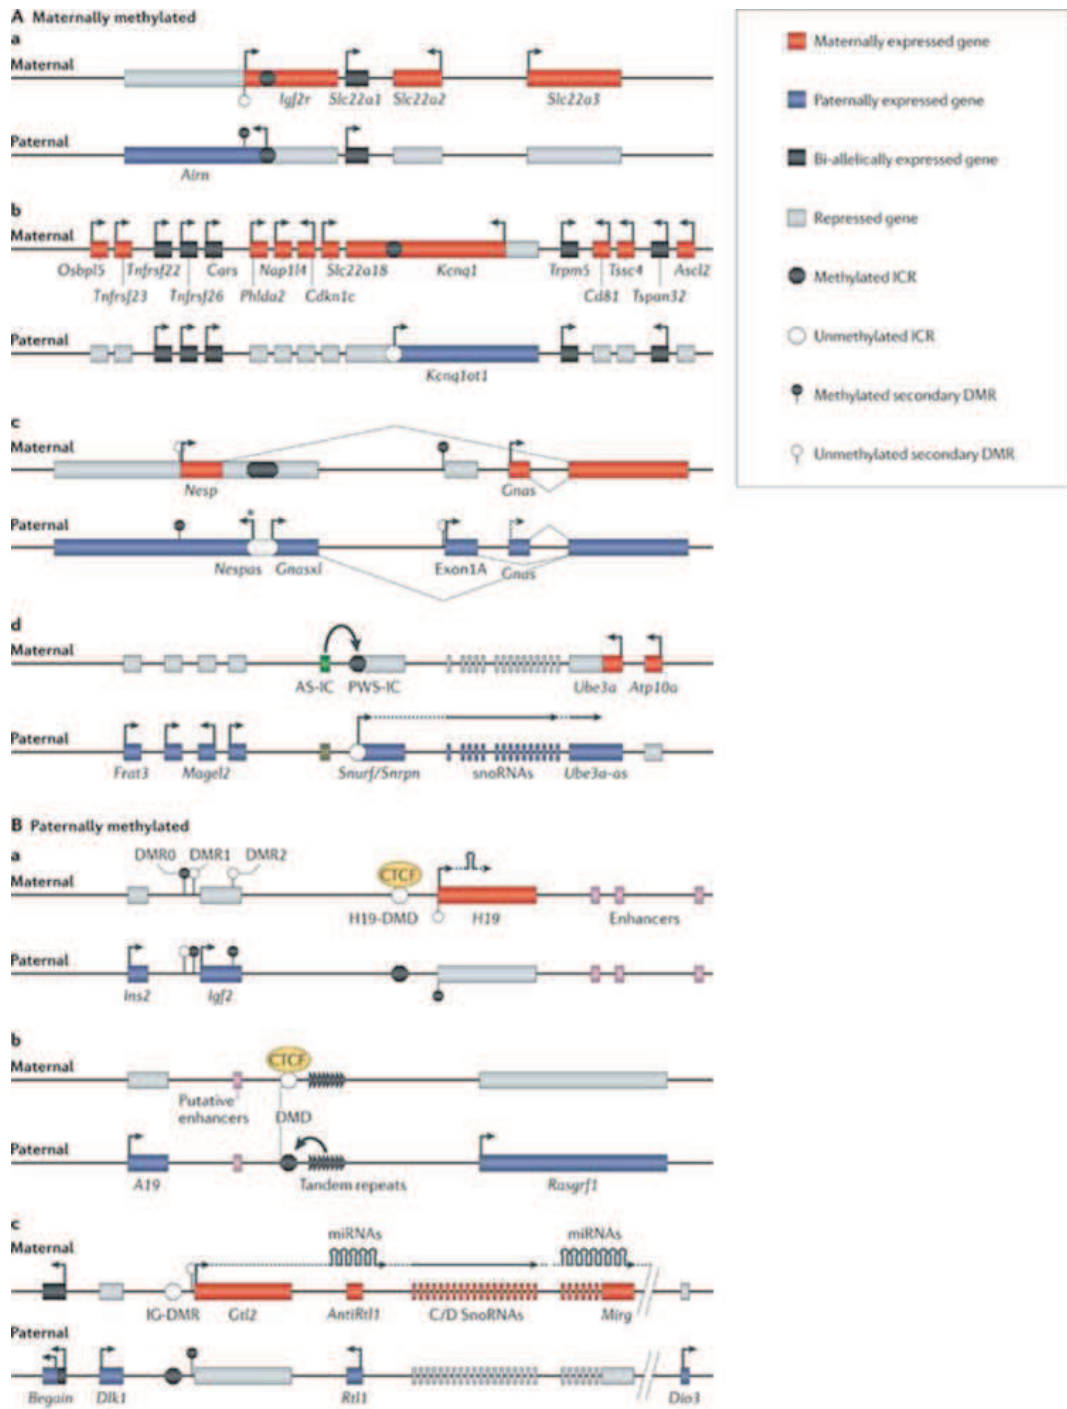 A Maternally methylated
a
Maternal
Igf2r Slc22a1 Slc22a2 Slc22a3
Paternal
Airn
b
Maternal
Osbpl5 Tnfrsf22 Cars Nap1l4 Slc22a18 Kcnq1 Trpm5 Tssc4 Ascl2
Tnfrsf23 Tnfrsf26 Phlda2 Cdkn1c Cd81 Tspan32
Paternal
Kcnq1ot1
c
Maternal
Nesp Gnas
Paternal
*
Nespas Gnasxl Exon1A Gnas
d
Maternal
AS-IC PWS-IC Ube3a Atp10a
Paternal
Frat3 Magel2 Snurf/Snrpn snoRNAs Ube3a-as
B Paternally methylated
a
DMR0 DMR1 DMR2
Maternal
CTCF
H19-DMD H19 Enhancers
Paternal
Ins2 Igf2
b
Maternal
CTCF
Putative
enhancers DMD
Paternal
A19 Tandem repeats Rasgrf1
c
miRNAs miRNAs
Maternal
IG-DMR Gtl2 AntiRtl1 C/D SnoRNAs Mirg
Paternal
Begain Dlk1 Rtl1 Dio3
Maternally expressed gene
Paternally expressed gene
Bi-allelically expressed gene
Repressed gene
Methylated ICR
Unmethylated ICR
Methylated secondary DMR
Unmethylated secondary DMR